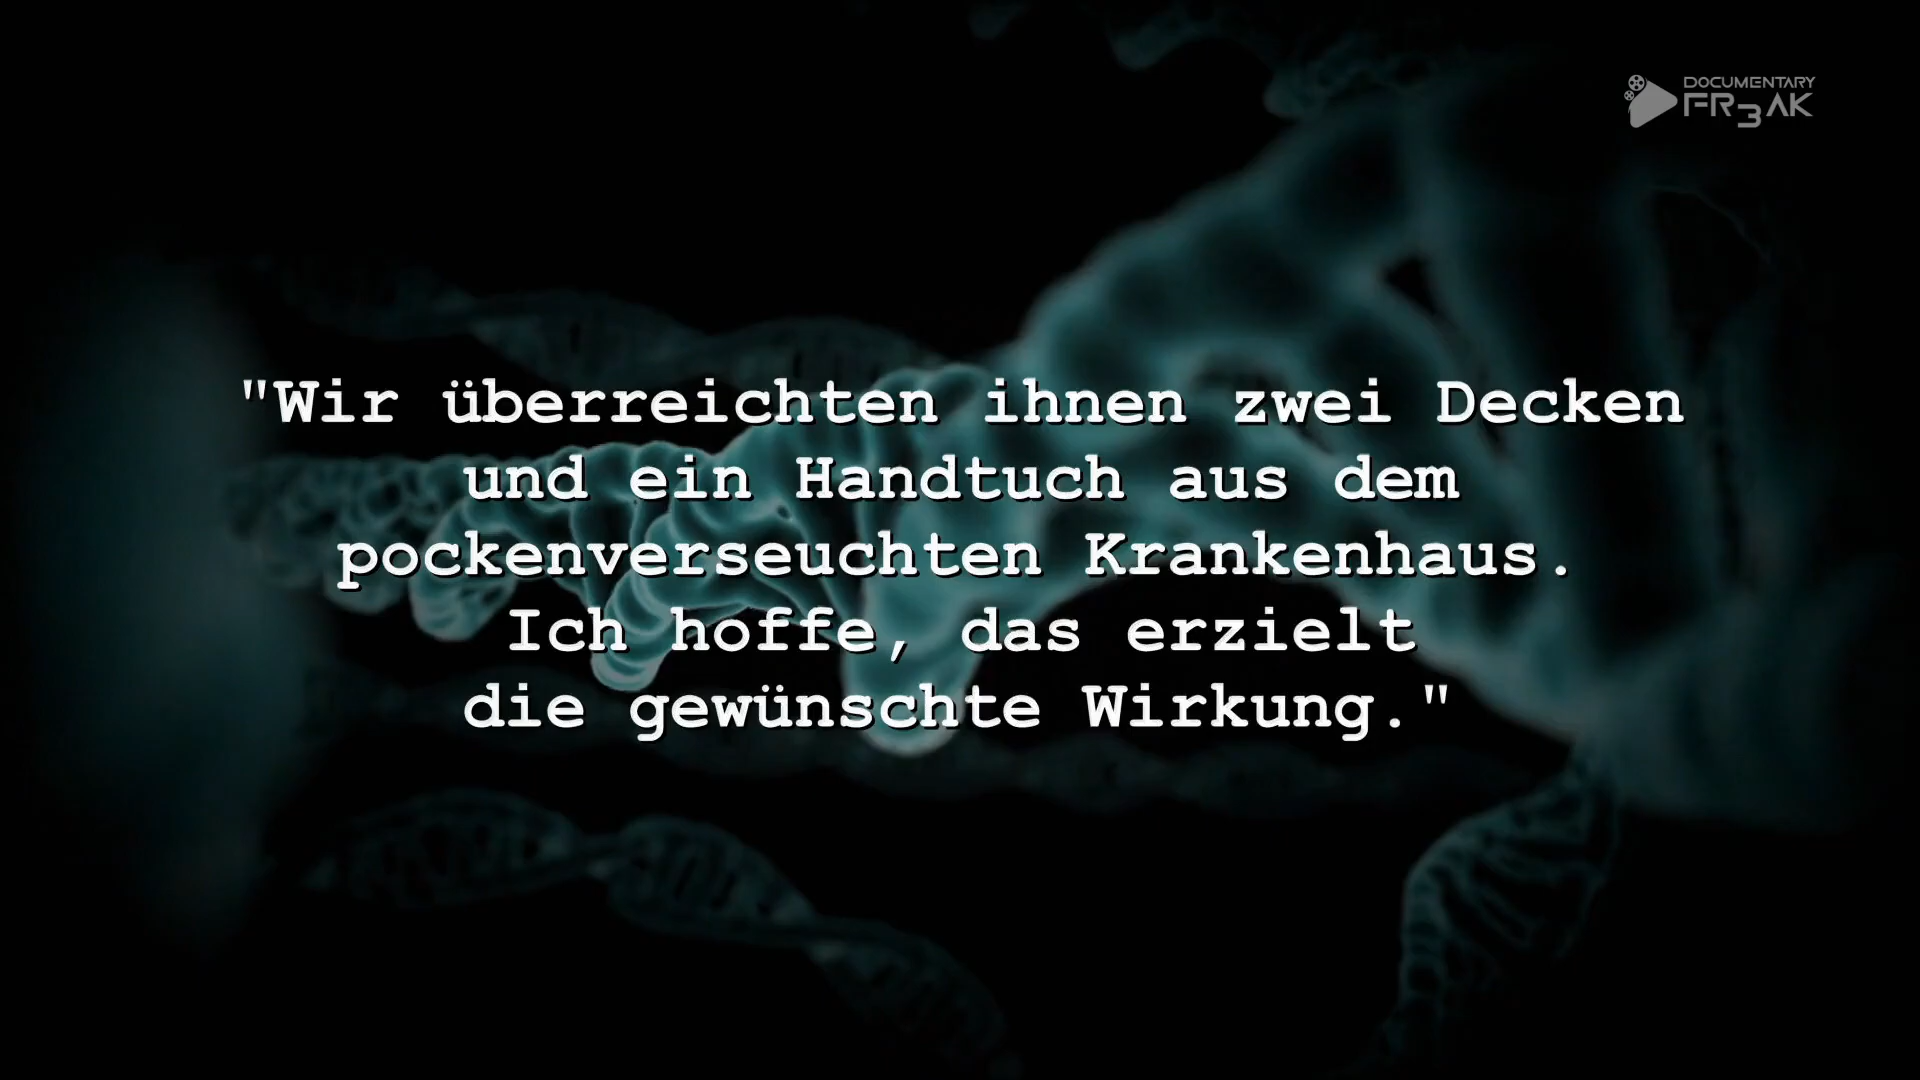 DOCUMENTARY
FR3AK
"Wir überreichten ihnen zwei Decken
und ein Handtuch aus dem
pockenverseuchten Krankenhaus.
Ich hoffe, das erzielt
die gewünschte Wirkung."